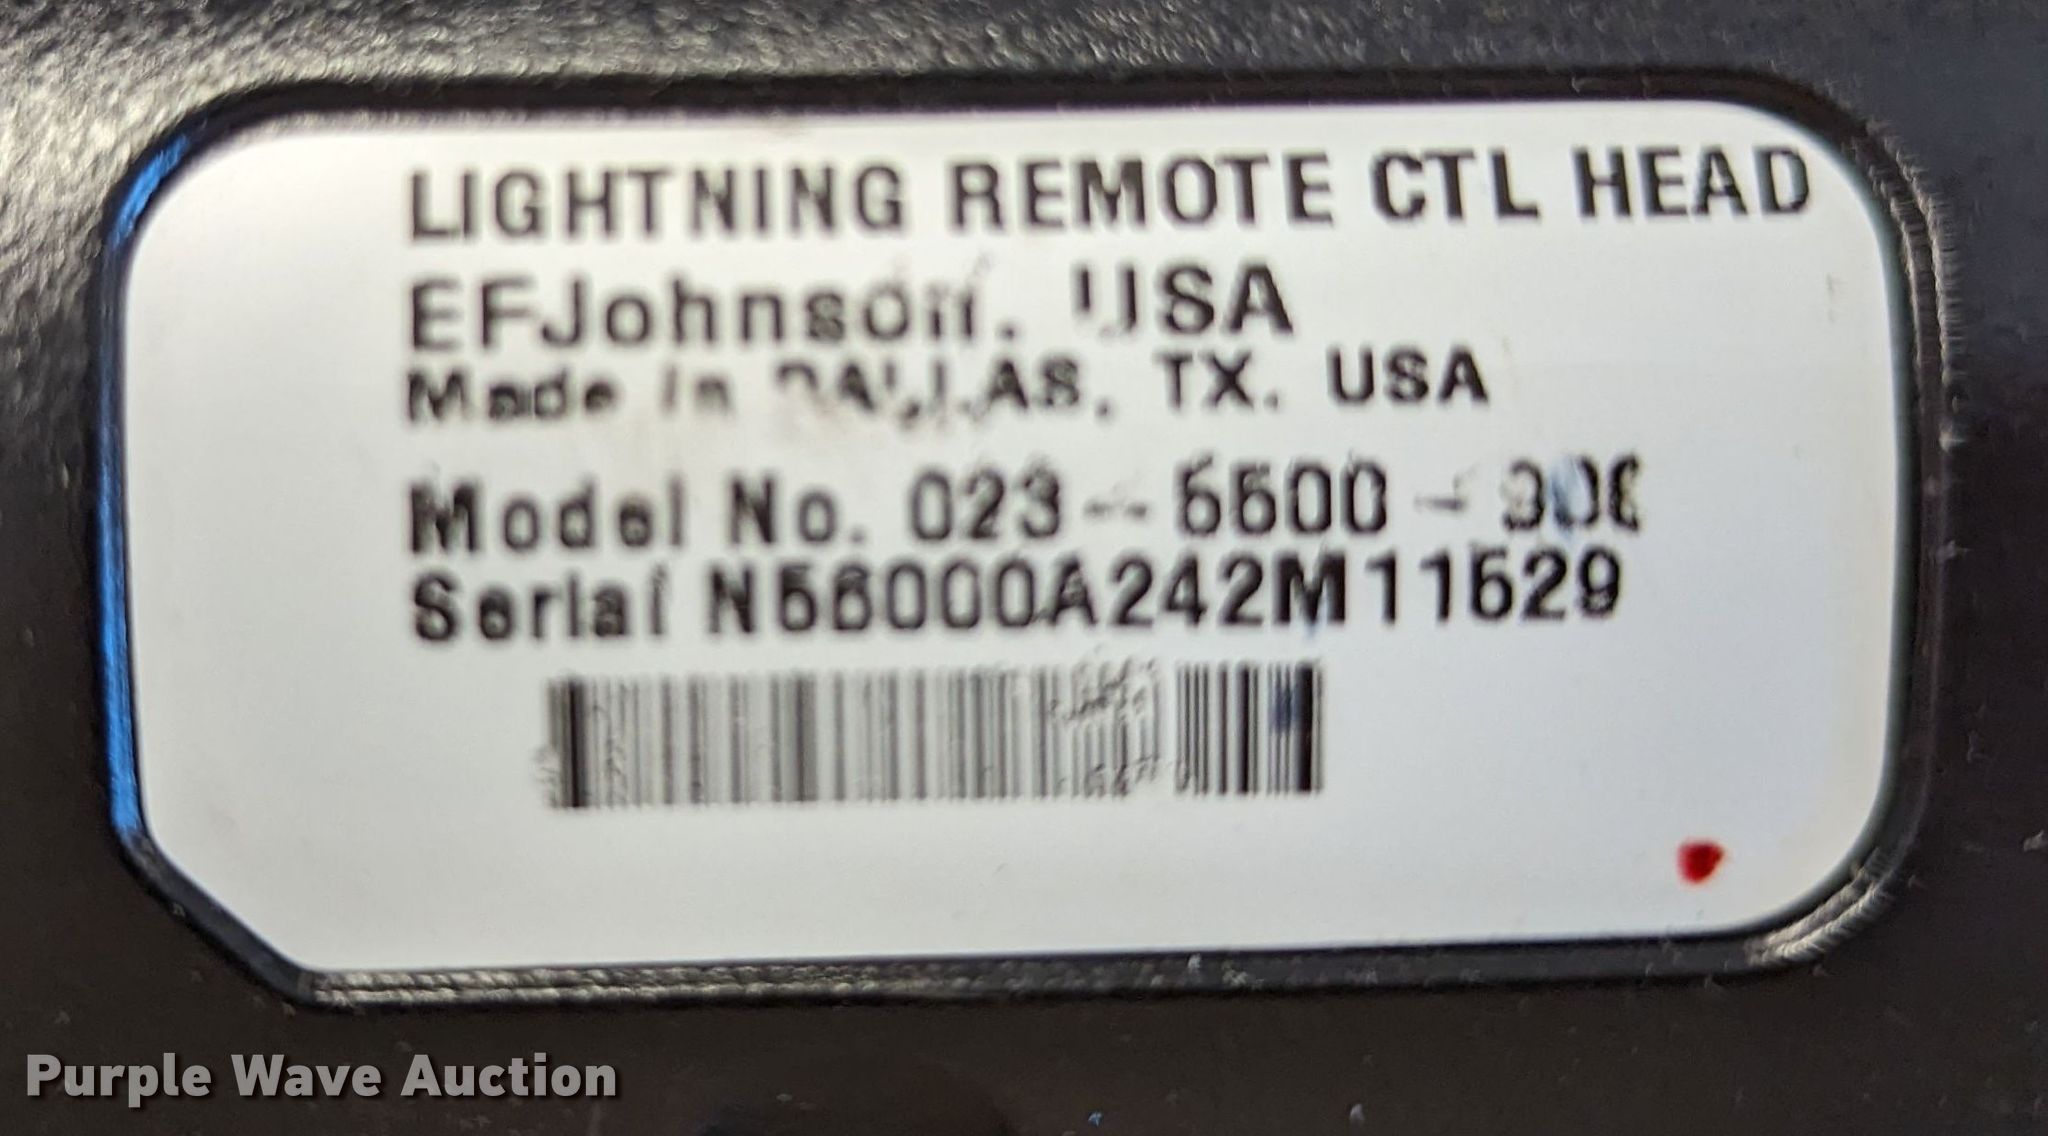 LIGHTNING REMOTE CTL HEAD
EFJohnson. USA
Made in DALLAS, TX. USA
Model No. 023-5600-
Serial
Purple Wave Auction